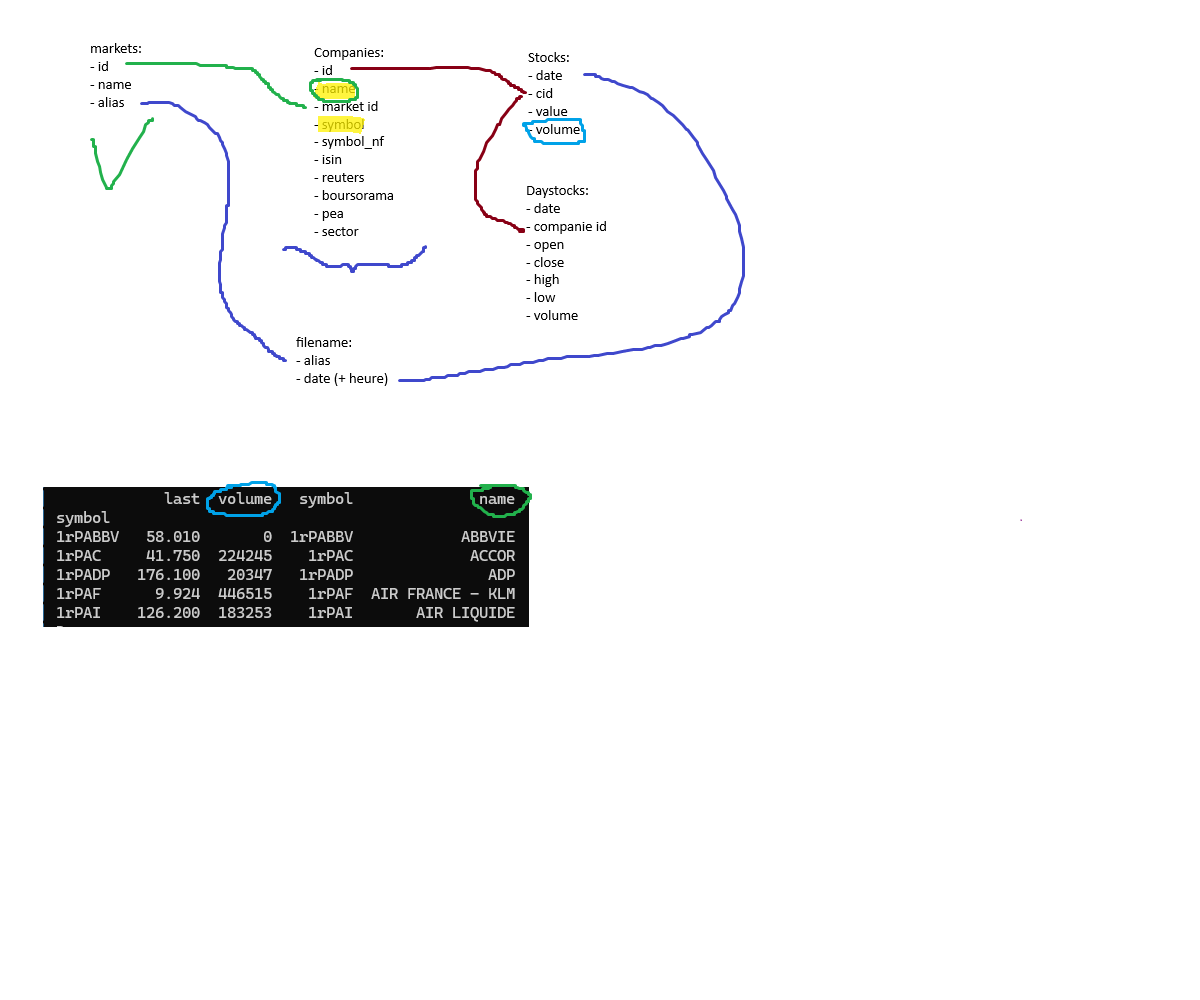 markets:
- id
- name
- alias
Companies:
- id
- name
- market id
- symbol
- symbol_nf
- isin
- reuters
- boursorama
- pea
- sector
Stocks:
- date
- cid
- value
- volume
Daystocks:
- date
- companie id
- open
- close
- high
- low
- volume
filename:
- alias
- date (+ heure)
last volume symbol name
symbol
1rPABBV 58.010 0 1rPABBV ABBVIE
1rPAC 41.750 224245 1rPAC ACCOR
1rPADP 176.100 20347 1rPADP ADP
1rPAF 9.924 446515 1rPAF AIR FRANCE - KLM
1rPAI 126.200 183253 1rPAI AIR LIQUIDE